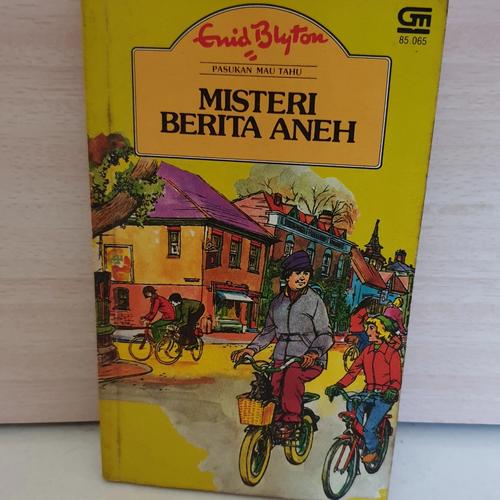 Enid Blyton
PASUKAN MAU TAHU
MISTERI
BERITA ANEH
GM
85.065